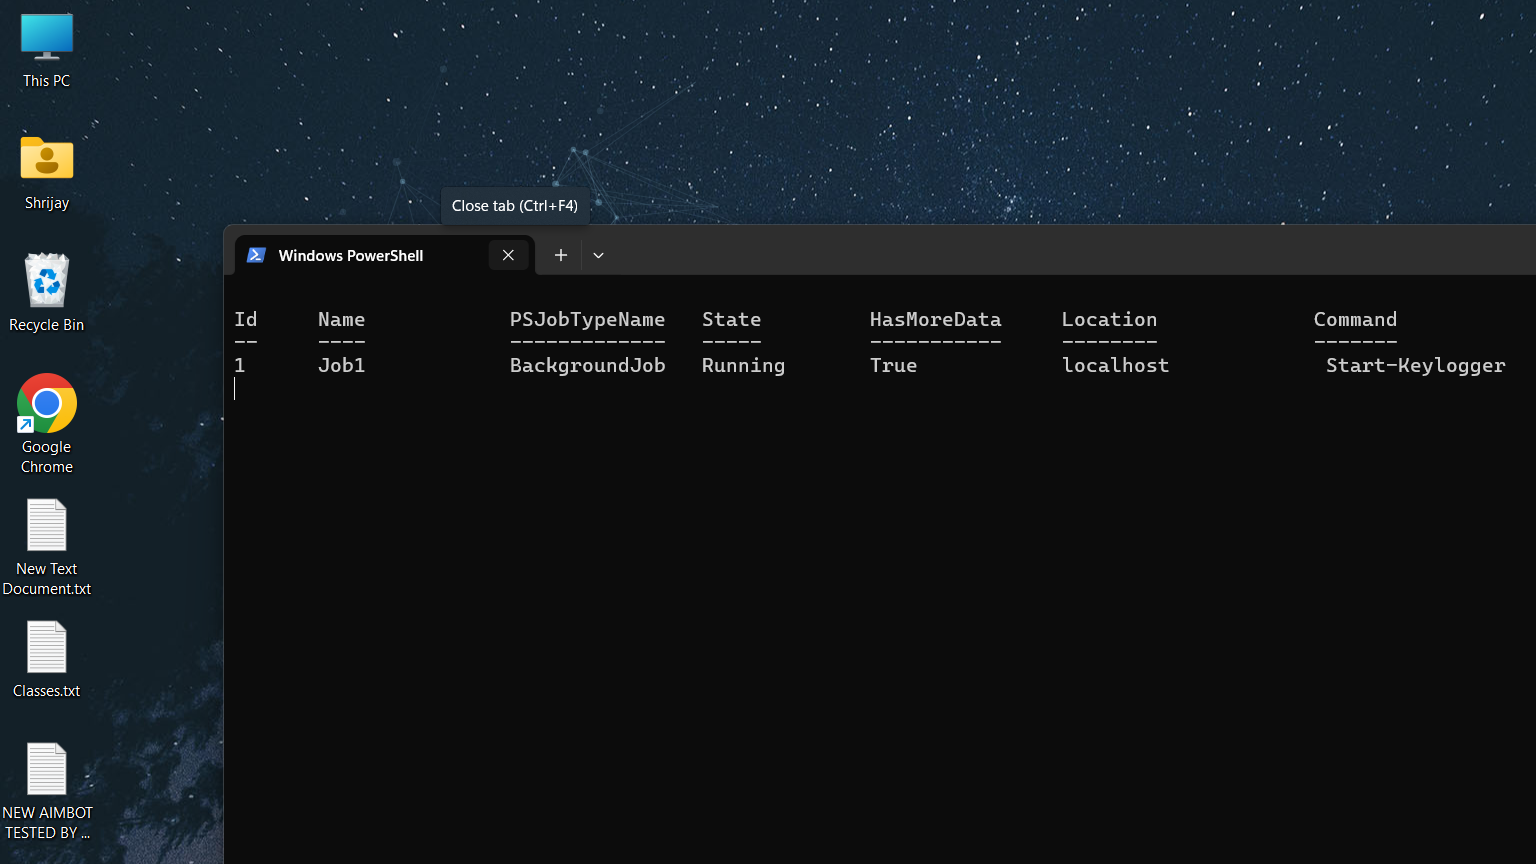 This PC
Shrijay
Recycle Bin
Google
Chrome
New Text
Document.txt
Classes.txt
NEW AIMBOT
TESTED BY ...
Close tab (Ctrl+F4)
Windows PowerShell
Id Name PSJobTypeName State HasMoreData Location Command
-- ---- ------------- ----- ----------- -------- -------
1 Job1 BackgroundJob Running True localhost Start-Keylogger